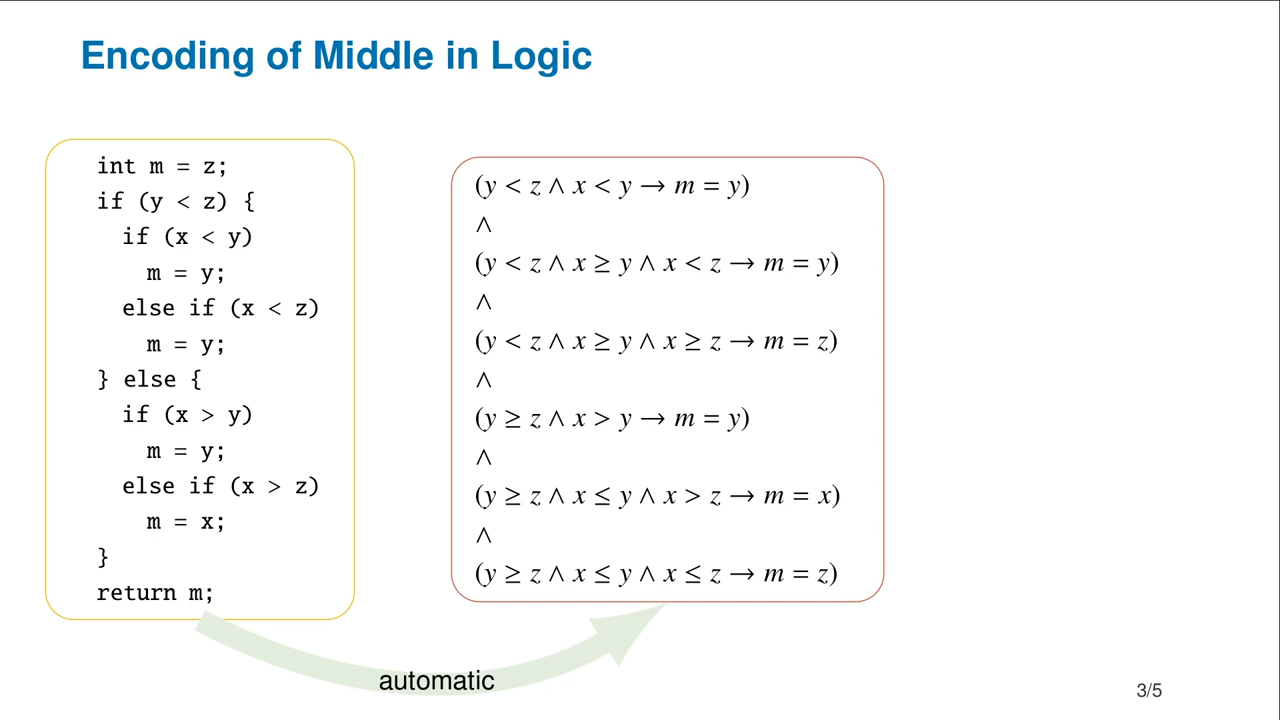 Encoding of Middle in Logic
int m = z;
if (y < z) {
if (x < y)
m = y;
else if (x < z)
m = y;
} else {
if (x > y)
m = y;
else if (x > z)
m = x;
}
return m;
(y < z ∧ x < y → m = y)
∧
(y < z ∧ x ≥ y ∧ x < z → m = y)
∧
(y < z ∧ x ≥ y ∧ x ≥ z → m = z)
∧
(y ≥ z ∧ x > y → m = y)
∧
(y ≥ z ∧ x ≤ y ∧ x > z → m = x)
∧
(y ≥ z ∧ x ≤ y ∧ x ≤ z → m = z)
automatic
3/5